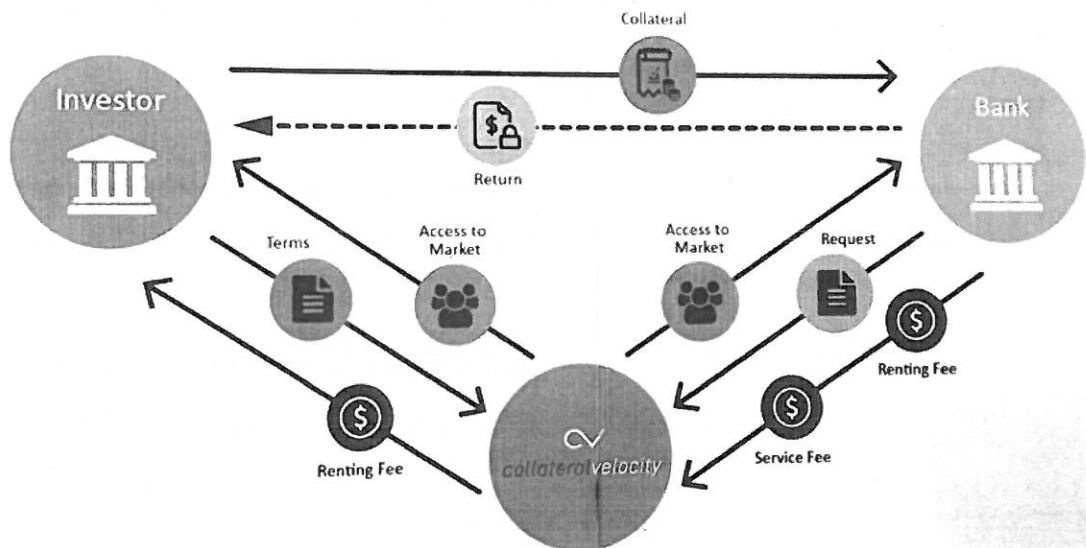 Collateral
Investor
Bank
$
Return
Access to
Market
Terms
Access to
Market
Request
$
Renting Fee
$
Renting Fee
$
Service Fee
CV
collateralvelocity